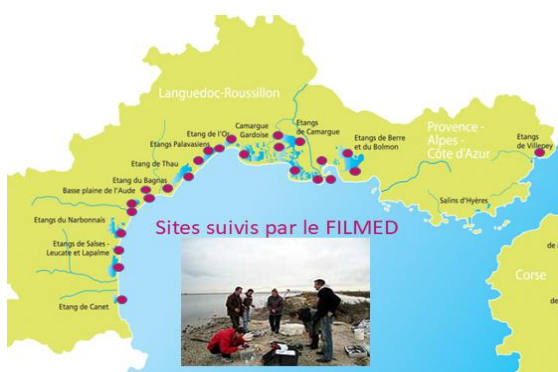 Languedoc-Roussillon
Provence -
Alpes -
Côte d'Azur
Camargue
Gardoise
Etangs
de Camargue
Etang de l'Or
Etangs Palavasiens
Etangs de Berre
et du Bolmon
Etangs
de Villepey
Etang de Thau
Etang du Bagnas
Basse plaine de l'Aude
Salins d'Hyères
Etangs du Narbonnais
Sites suivis par le FILMED
Etangs de Salses -
Leucate et Lapalme
Etang de Canet
Corse